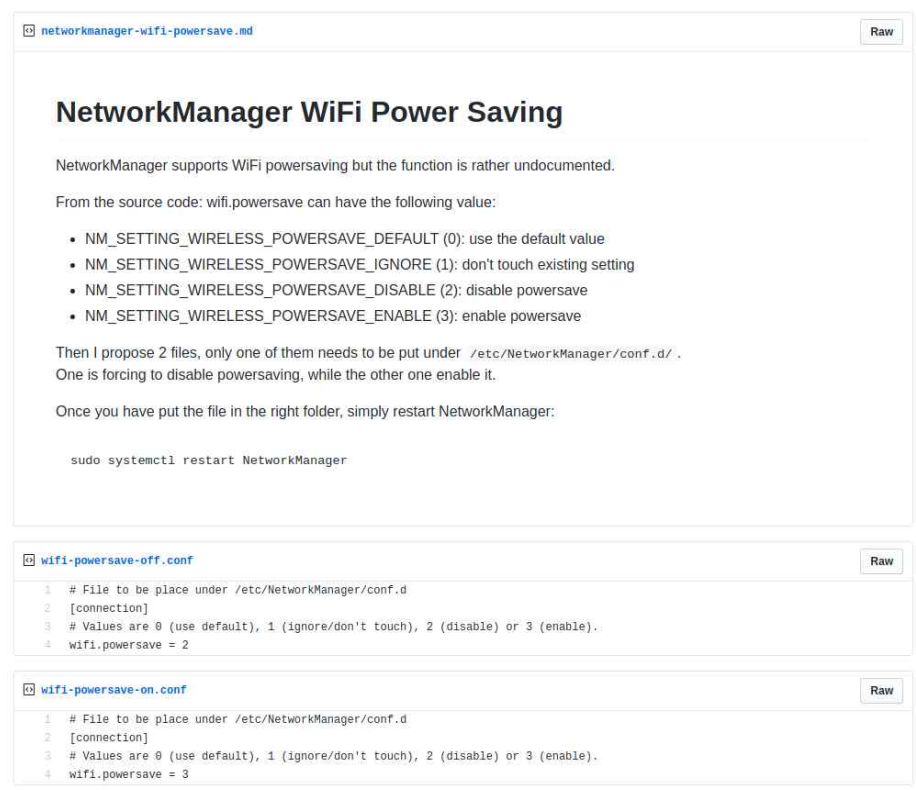 networkmanager-wifi-powersave.md
Raw
NetworkManager WiFi Power Saving
NetworkManager supports WiFi powersaving but the function is rather undocumented.
From the source code: wifi.powersave can have the following value:
• NM_SETTING_WIRELESS_POWERSAVE_DEFAULT (0): use the default value
• NM_SETTING_WIRELESS_POWERSAVE_IGNORE (1): don't touch existing setting
• NM_SETTING_WIRELESS_POWERSAVE_DISABLE (2): disable powersave
• NM_SETTING_WIRELESS_POWERSAVE_ENABLE (3): enable powersave
Then I propose 2 files, only one of them needs to be put under /etc/NetworkManager/conf.d/ .
One is forcing to disable powersaving, while the other one enable it.
Once you have put the file in the right folder, simply restart NetworkManager:
sudo systemctl restart NetworkManager
wifi-powersave-off.conf
Raw
1 # File to be place under /etc/NetworkManager/conf.d
2 [connection]
3 # Values are 0 (use default), 1 (ignore/don't touch), 2 (disable) or 3 (enable).
4 wifi.powersave = 2
wifi-powersave-on.conf
Raw
1 # File to be place under /etc/NetworkManager/conf.d
2 [connection]
3 # Values are 0 (use default), 1 (ignore/don't touch), 2 (disable) or 3 (enable).
4 wifi.powersave = 3